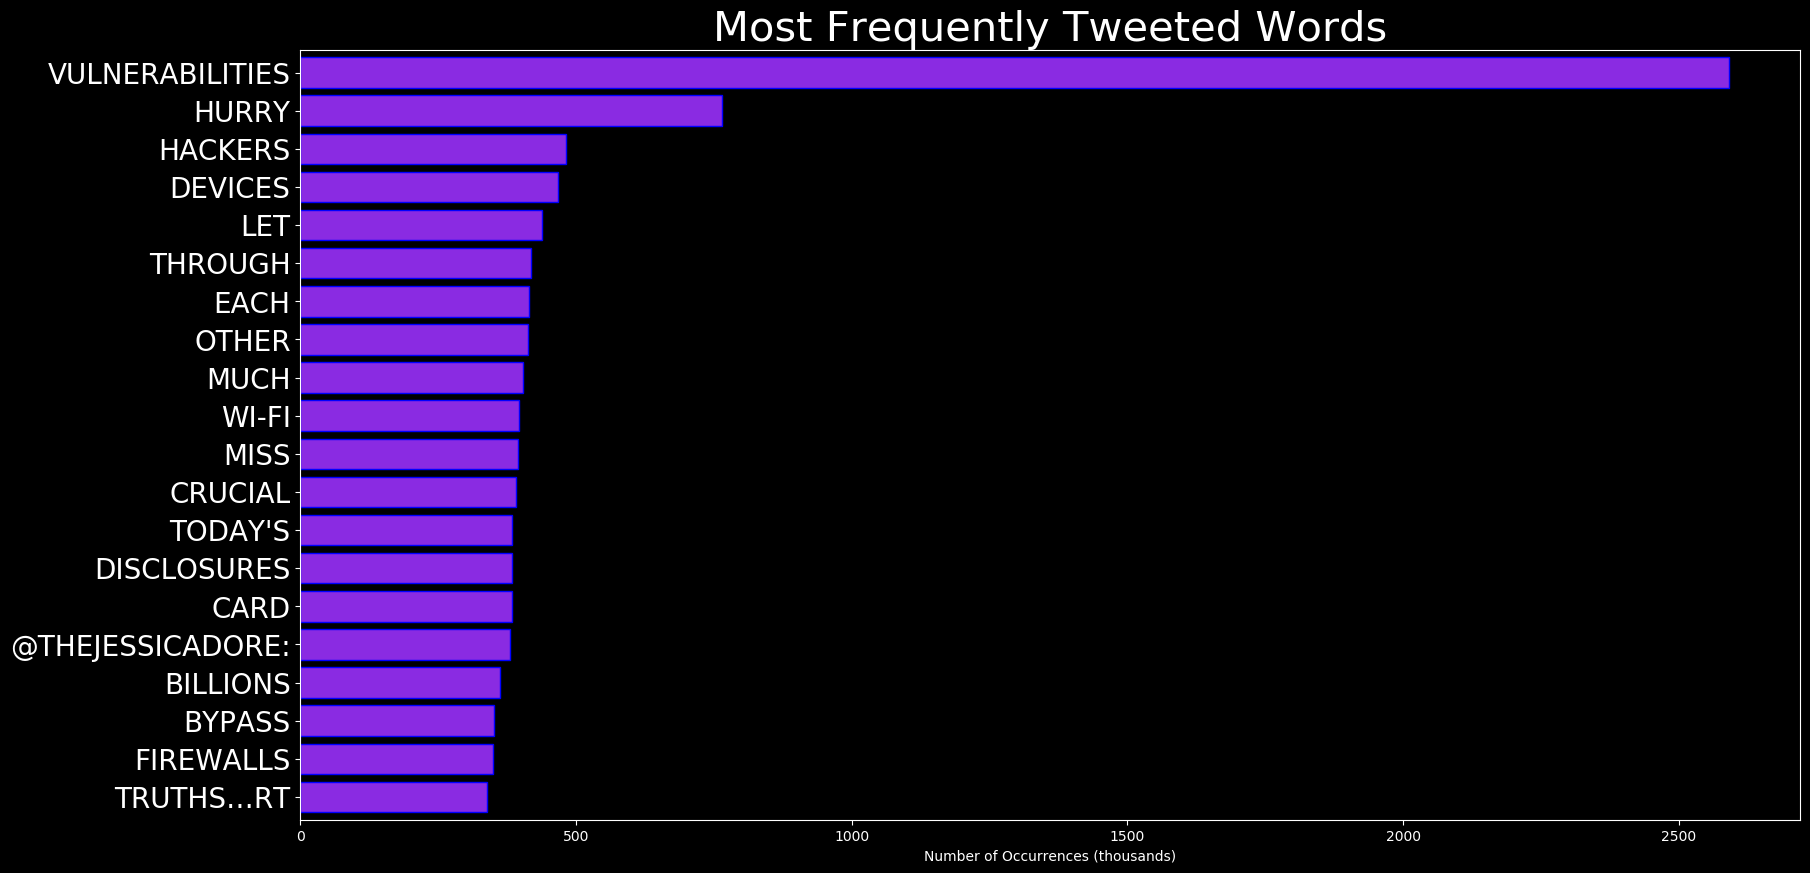 Most Frequently Tweeted Words
VULNERABILITIES
HURRY
HACKERS
DEVICES
LET
THROUGH
EACH
OTHER
MUCH
WI-FI
MISS
CRUCIAL
TODAY'S
DISCLOSURES
CARD
@THEJESSICADORE:
BILLIONS
BYPASS
FIREWALLS
TRUTHS…RT
0 500 1000 1500 2000 2500
Number of Occurrences (thousands)